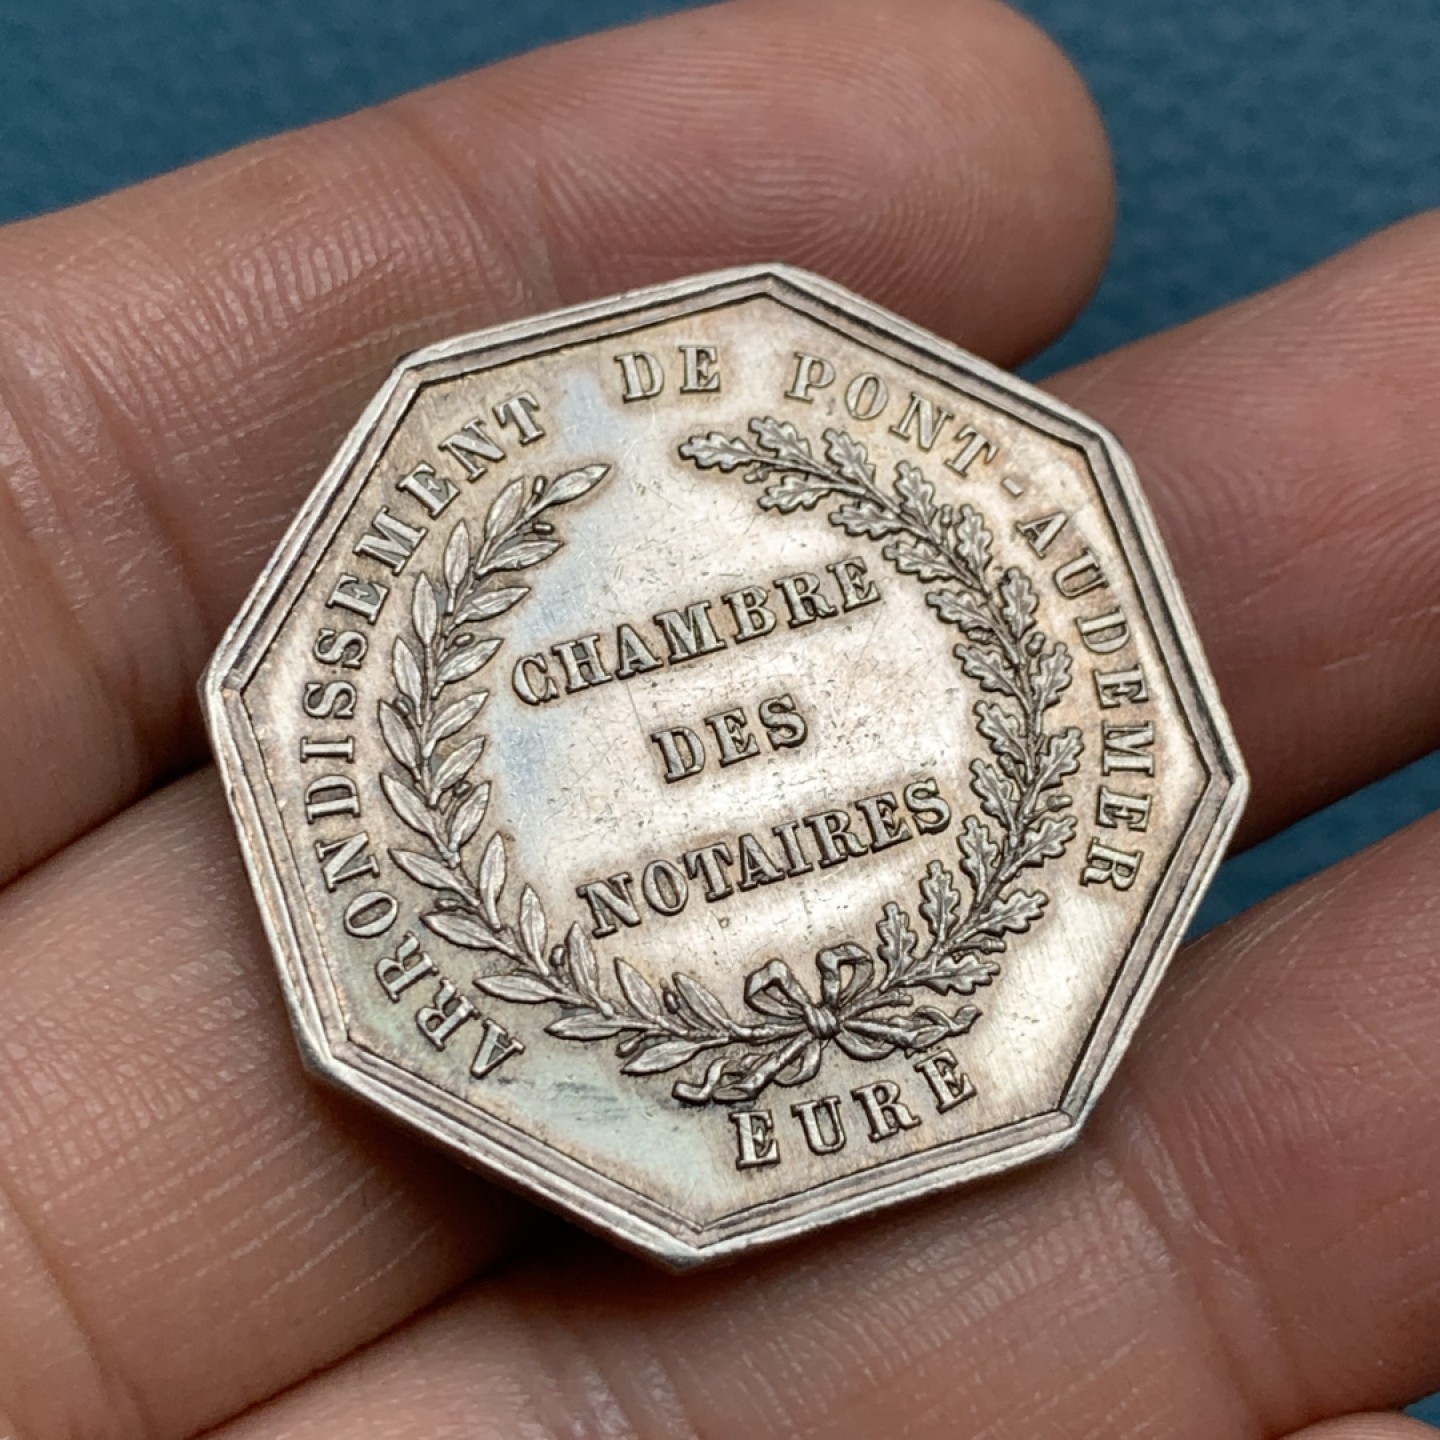 ARRONDISSEMENT DE PONT-AUDEMER
CHAMBRE
DES
NOTAIRES
EURE